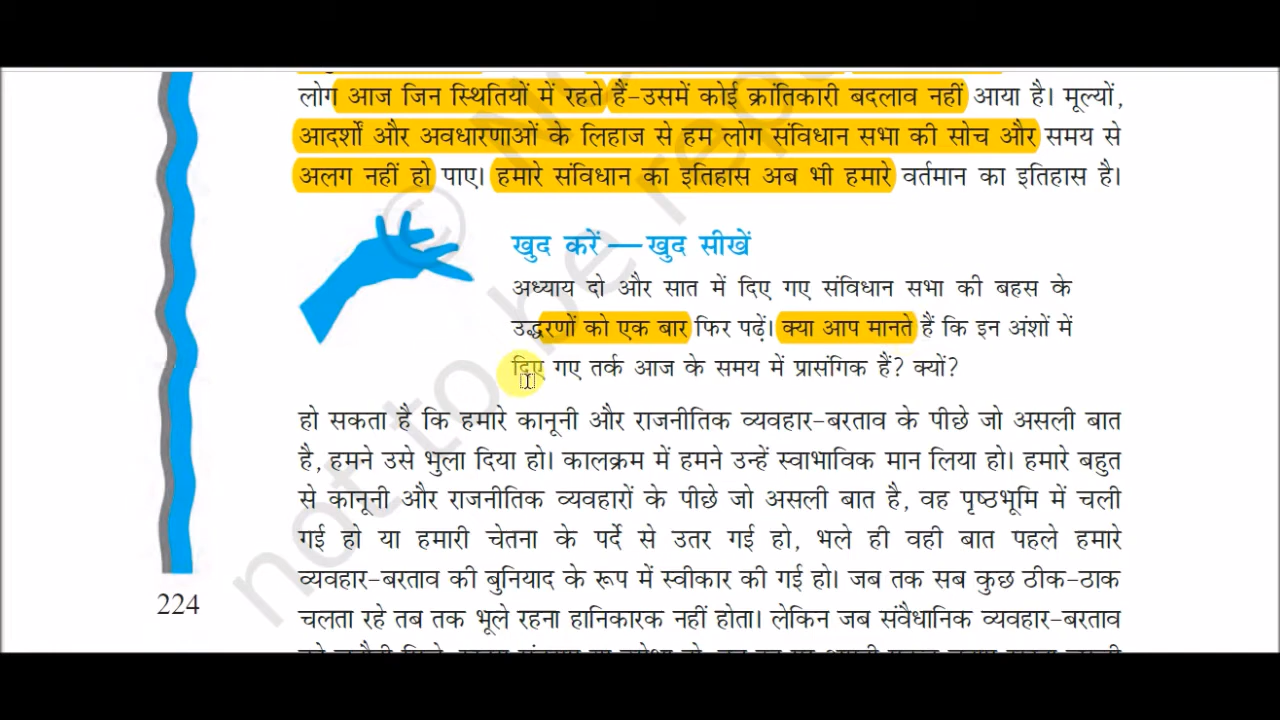 लोग आज जिन स्थितियों में रहते हैं-उसमें कोई क्रांतिकारी बदलाव नहीं आया है। मूल्यों,
आदर्शों और अवधारणाओं के लिहाज से हम लोग संविधान सभा की सोच और समय से
अलग नहीं हो पाए। हमारे संविधान का इतिहास अब भी हमारे वर्तमान का इतिहास है।
खुद करें—खुद सीखें
अध्याय दो और सात में दिए गए संविधान सभा की बहस के
उद्धरणों को एक बार फिर पढ़ें। क्या आप मानते हैं कि इन अंशों में
दिए गए तर्क आज के समय में प्रासंगिक हैं? क्यों?
हो सकता है कि हमारे कानूनी और राजनीतिक व्यवहार-बरताव के पीछे जो असली बात
है, हमने उसे भुला दिया हो। कालक्रम में हमने उन्हें स्वाभाविक मान लिया हो। हमारे बहुत
से कानूनी और राजनीतिक व्यवहारों के पीछे जो असली बात है, वह पृष्ठभूमि में चली
गई हो या हमारी चेतना के पर्दे से उतर गई हो, भले ही वही बात पहले हमारे
व्यवहार-बरताव की बुनियाद के रूप में स्वीकार की गई हो। जब तक सब कुछ ठीक-ठाक
चलता रहे तब तक भूले रहना हानिकारक नहीं होता। लेकिन जब संवैधानिक व्यवहार-बरताव
224
not to be rep
©